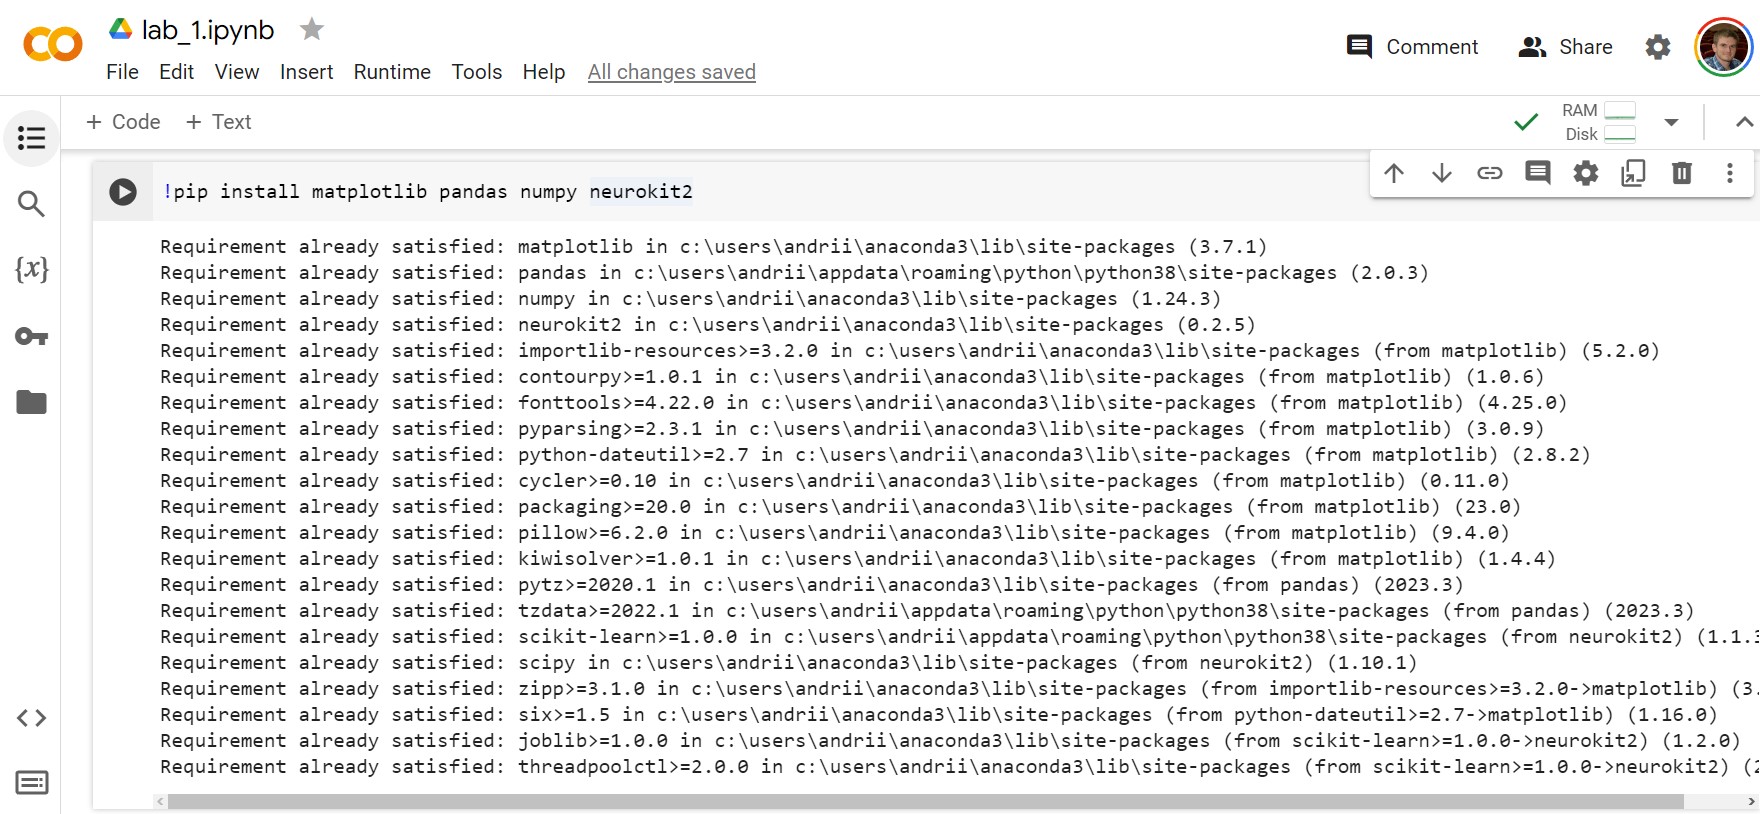 lab_1.ipynb
File Edit View Insert Runtime Tools Help All changes saved
Comment Share
+ Code + Text
RAM
Disk
!pip install matplotlib pandas numpy neurokit2
Requirement already satisfied: matplotlib in c:\users\andrii\anaconda3\lib\site-packages (3.7.1)
Requirement already satisfied: pandas in c:\users\andrii\appdata\roaming\python\python38\site-packages (2.0.3)
Requirement already satisfied: numpy in c:\users\andrii\anaconda3\lib\site-packages (1.24.3)
Requirement already satisfied: neurokit2 in c:\users\andrii\anaconda3\lib\site-packages (0.2.5)
Requirement already satisfied: importlib-resources>=3.2.0 in c:\users\andrii\anaconda3\lib\site-packages (from matplotlib) (5.2.0)
Requirement already satisfied: contourpy>=1.0.1 in c:\users\andrii\anaconda3\lib\site-packages (from matplotlib) (1.0.6)
Requirement already satisfied: fonttools>=4.22.0 in c:\users\andrii\anaconda3\lib\site-packages (from matplotlib) (4.25.0)
Requirement already satisfied: pyparsing>=2.3.1 in c:\users\andrii\anaconda3\lib\site-packages (from matplotlib) (3.0.9)
Requirement already satisfied: python-dateutil>=2.7 in c:\users\andrii\anaconda3\lib\site-packages (from matplotlib) (2.8.2)
Requirement already satisfied: cycler>=0.10 in c:\users\andrii\anaconda3\lib\site-packages (from matplotlib) (0.11.0)
Requirement already satisfied: packaging>=20.0 in c:\users\andrii\anaconda3\lib\site-packages (from matplotlib) (23.0)
Requirement already satisfied: pillow>=6.2.0 in c:\users\andrii\anaconda3\lib\site-packages (from matplotlib) (9.4.0)
Requirement already satisfied: kiwisolver>=1.0.1 in c:\users\andrii\anaconda3\lib\site-packages (from matplotlib) (1.4.4)
Requirement already satisfied: pytz>=2020.1 in c:\users\andrii\anaconda3\lib\site-packages (from pandas) (2023.3)
Requirement already satisfied: tzdata>=2022.1 in c:\users\andrii\appdata\roaming\python\python38\site-packages (from pandas) (2023.3)
Requirement already satisfied: scikit-learn>=1.0.0 in c:\users\andrii\appdata\roaming\python\python38\site-packages (from neurokit2) (1.1.3
Requirement already satisfied: scipy in c:\users\andrii\anaconda3\lib\site-packages (from neurokit2) (1.10.1)
Requirement already satisfied: zipp>=3.1.0 in c:\users\andrii\anaconda3\lib\site-packages (from importlib-resources>=3.2.0->matplotlib) (3.
Requirement already satisfied: six>=1.5 in c:\users\andrii\anaconda3\lib\site-packages (from python-dateutil>=2.7->matplotlib) (1.16.0)
Requirement already satisfied: joblib>=1.0.0 in c:\users\andrii\anaconda3\lib\site-packages (from scikit-learn>=1.0.0->neurokit2) (1.2.0)
Requirement already satisfied: threadpoolctl>=2.0.0 in c:\users\andrii\anaconda3\lib\site-packages (from scikit-learn>=1.0.0->neurokit2) (2